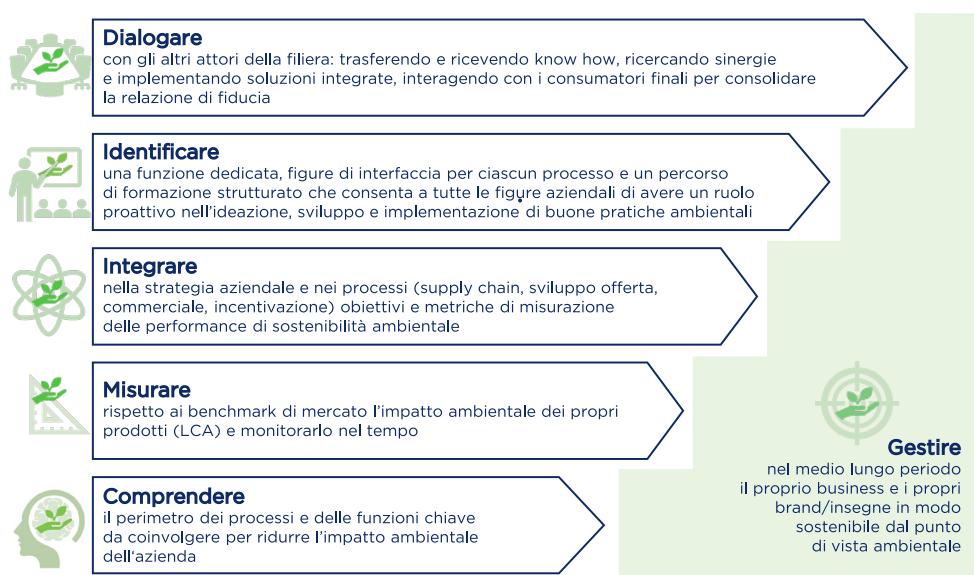 Dialogare
con gli altri attori della filiera: trasferendo e ricevendo know how, ricercando sinergie
e implementando soluzioni integrate, interagendo con i consumatori finali per consolidare
la relazione di fiducia
Identificare
una funzione dedicata, figure di interfaccia per ciascun processo e un percorso
di formazione strutturato che consenta a tutte le figure aziendali di avere un ruolo
proattivo nell'ideazione, sviluppo e implementazione di buone pratiche ambientali
Integrare
nella strategia aziendale e nei processi (supply chain, sviluppo offerta,
commerciale, incentivazione) obiettivi e metriche di misurazione
delle performance di sostenibilità ambientale
Misurare
rispetto ai benchmark di mercato l'impatto ambientale dei propri
prodotti (LCA) e monitorarlo nel tempo
Comprendere
il perimetro dei processi e delle funzioni chiave
da coinvolgere per ridurre l'impatto ambientale
dell'azienda
Gestire
nel medio lungo periodo
il proprio business e i propri
brand/insegne in modo
sostenibile dal punto
di vista ambientale